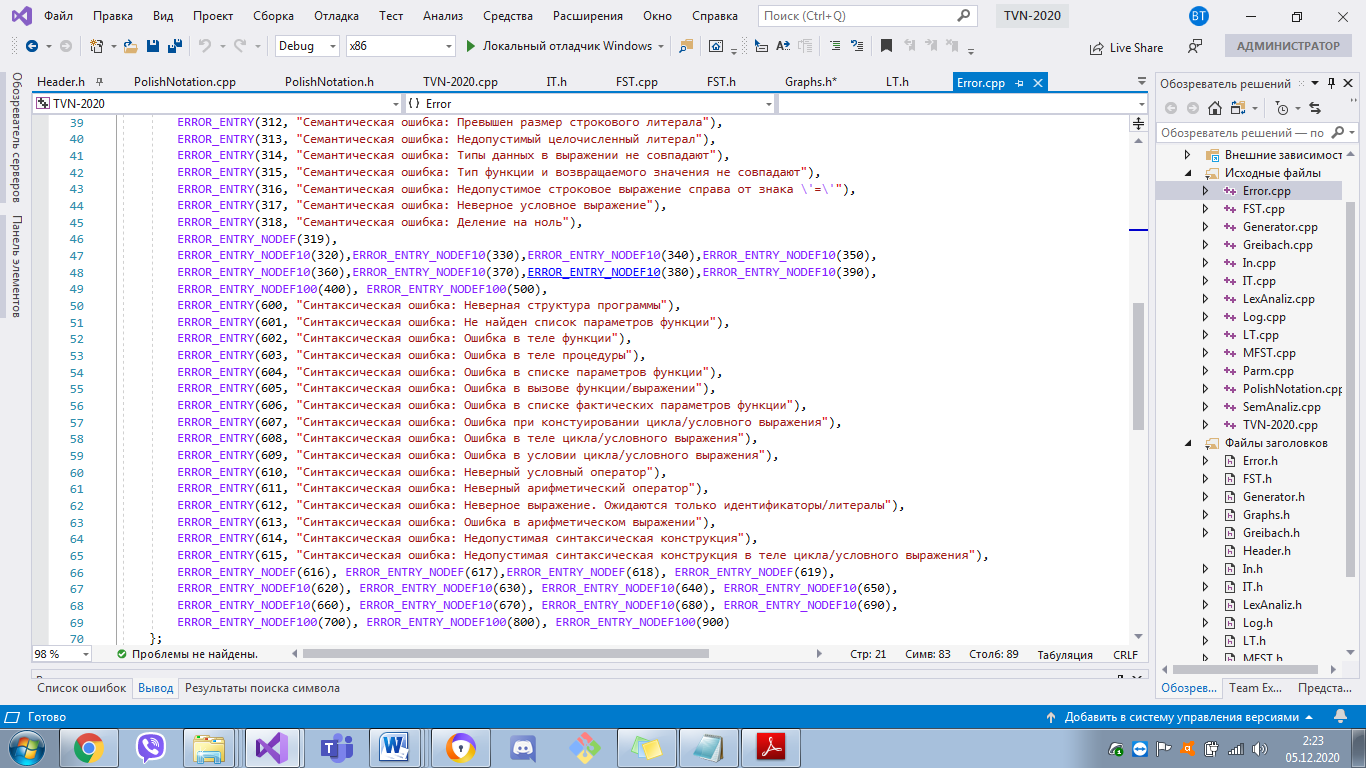 Файл Правка Вид Проект Сборка Отладка Тест Анализ Средства Расширения Окно Справка Поиск (Ctrl+Q) TVN-2020 ВТ
Debug x86 Локальный отладчик Windows Live Share АДМИНИСТРАТОР
Обозреватель серверов
Панель элементов
Header.h PolishNotation.cpp PolishNotation.h TVN-2020.cpp IT.h FST.cpp FST.h Graphs.h* LT.h Error.cpp
TVN-2020 {} Error
39 ERROR_ENTRY(312, "Семантическая ошибка: Превышен размер строкового литерала"),
40 ERROR_ENTRY(313, "Семантическая ошибка: Недопустимый целочисленный литерал"),
41 ERROR_ENTRY(314, "Семантическая ошибка: Типы данных в выражении не совпадают"),
42 ERROR_ENTRY(315, "Семантическая ошибка: Тип функции и возвращаемого значения не совпадают"),
43 ERROR_ENTRY(316, "Семантическая ошибка: Недопустимое строковое выражение справа от знака \'=\'"),
44 ERROR_ENTRY(317, "Семантическая ошибка: Неверное условное выражение"),
45 ERROR_ENTRY(318, "Семантическая ошибка: Деление на ноль"),
46 ERROR_ENTRY_NODEF(319),
47 ERROR_ENTRY_NODEF10(320),ERROR_ENTRY_NODEF10(330),ERROR_ENTRY_NODEF10(340),ERROR_ENTRY_NODEF10(350),
48 ERROR_ENTRY_NODEF10(360),ERROR_ENTRY_NODEF10(370),ERROR_ENTRY_NODEF10(380),ERROR_ENTRY_NODEF10(390),
49 ERROR_ENTRY_NODEF100(400), ERROR_ENTRY_NODEF100(500),
50 ERROR_ENTRY(600, "Синтаксическая ошибка: Неверная структура программы"),
51 ERROR_ENTRY(601, "Синтаксическая ошибка: Не найден список параметров функции"),
52 ERROR_ENTRY(602, "Синтаксическая ошибка: Ошибка в теле функции"),
53 ERROR_ENTRY(603, "Синтаксическая ошибка: Ошибка в теле процедуры"),
54 ERROR_ENTRY(604, "Синтаксическая ошибка: Ошибка в списке параметров функции"),
55 ERROR_ENTRY(605, "Синтаксическая ошибка: Ошибка в вызове функции/выражении"),
56 ERROR_ENTRY(606, "Синтаксическая ошибка: Ошибка в списке фактических параметров функции"),
57 ERROR_ENTRY(607, "Синтаксическая ошибка: Ошибка при констуировании цикла/условного выражения"),
58 ERROR_ENTRY(608, "Синтаксическая ошибка: Ошибка в теле цикла/условного выражения"),
59 ERROR_ENTRY(609, "Синтаксическая ошибка: Ошибка в условии цикла/условного выражения"),
60 ERROR_ENTRY(610, "Синтаксическая ошибка: Неверный условный оператор"),
61 ERROR_ENTRY(611, "Синтаксическая ошибка: Неверный арифметический оператор"),
62 ERROR_ENTRY(612, "Синтаксическая ошибка: Неверное выражение. Ожидаются только идентификаторы/литералы"),
63 ERROR_ENTRY(613, "Синтаксическая ошибка: Ошибка в арифметическом выражении"),
64 ERROR_ENTRY(614, "Синтаксическая ошибка: Недопустимая синтаксическая конструкция"),
65 ERROR_ENTRY(615, "Синтаксическая ошибка: Недопустимая синтаксическая конструкция в теле цикла/условного выражения"),
66 ERROR_ENTRY_NODEF(616), ERROR_ENTRY_NODEF(617),ERROR_ENTRY_NODEF(618), ERROR_ENTRY_NODEF(619),
67 ERROR_ENTRY_NODEF10(620), ERROR_ENTRY_NODEF10(630), ERROR_ENTRY_NODEF10(640), ERROR_ENTRY_NODEF10(650),
68 ERROR_ENTRY_NODEF10(660), ERROR_ENTRY_NODEF10(670), ERROR_ENTRY_NODEF10(680), ERROR_ENTRY_NODEF10(690),
69 ERROR_ENTRY_NODEF100(700), ERROR_ENTRY_NODEF100(800), ERROR_ENTRY_NODEF100(900)
70 };
98 % Проблемы не найдены. Стр: 21 Симв: 83 Столб: 89 Табуляция CRLF
Список ошибок Вывод Результаты поиска символа
Обозреватель решений
Обозреватель решений — по
Внешние зависимост
Исходные файлы
Error.cpp
FST.cpp
Generator.cpp
Greibach.cpp
In.cpp
IT.cpp
LexAnaliz.cpp
Log.cpp
LT.cpp
MFST.cpp
Parm.cpp
PolishNotation.cpp
SemAnaliz.cpp
TVN-2020.cpp
Файлы заголовков
Error.h
FST.h
Generator.h
Graphs.h
Greibach.h
Header.h
In.h
IT.h
LexAnaliz.h
Log.h
LT.h
MFST.h
Обозрев... Team Ex... Предста...
Готово Добавить в систему управления версиями
2:23
05.12.2020